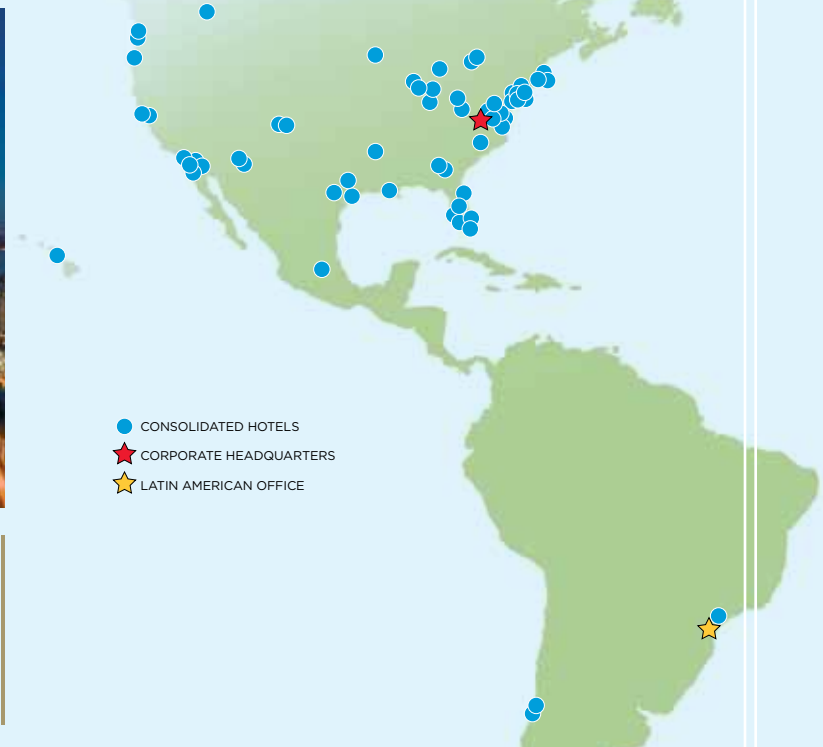 CONSOLIDATED HOTELS
CORPORATE HEADQUARTERS
LATIN AMERICAN OFFICE